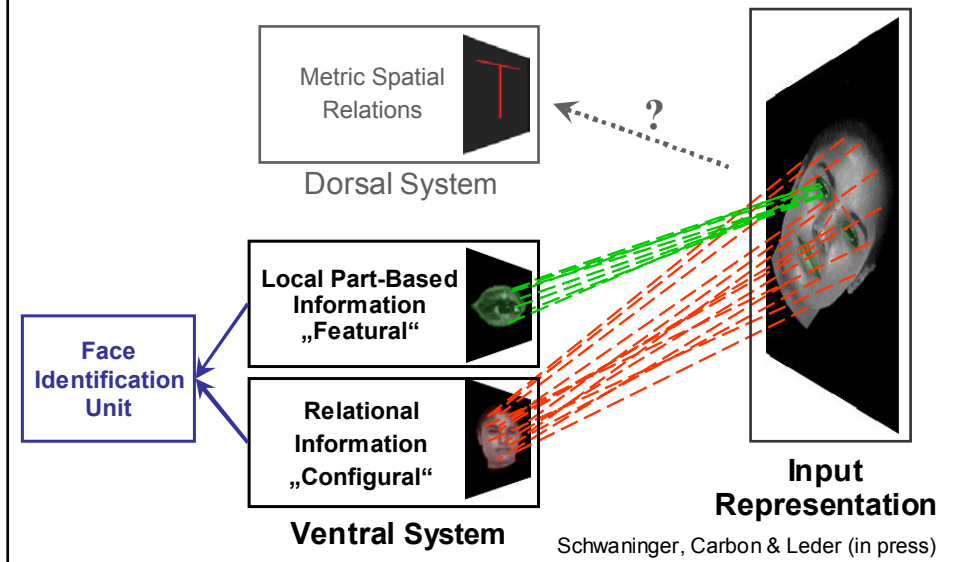 Metric Spatial
Relations
?
Dorsal System
Local Part-Based
Information
„Featural“
Face
Identification
Unit
Relational
Information
„Configural“
Ventral System
Input
Representation
Schwaninger, Carbon & Leder (in press)